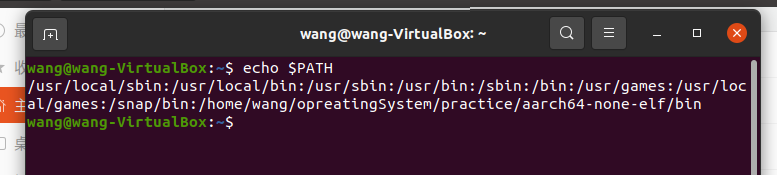 wang@wang-VirtualBox: ~
最
收
主
桌
wang@wang-VirtualBox:~$ echo $PATH
/usr/local/sbin:/usr/local/bin:/usr/sbin:/usr/bin:/sbin:/bin:/usr/games:/usr/loc
al/games:/snap/bin:/home/wang/opreatingSystem/practice/aarch64-none-elf/bin
wang@wang-VirtualBox:~$